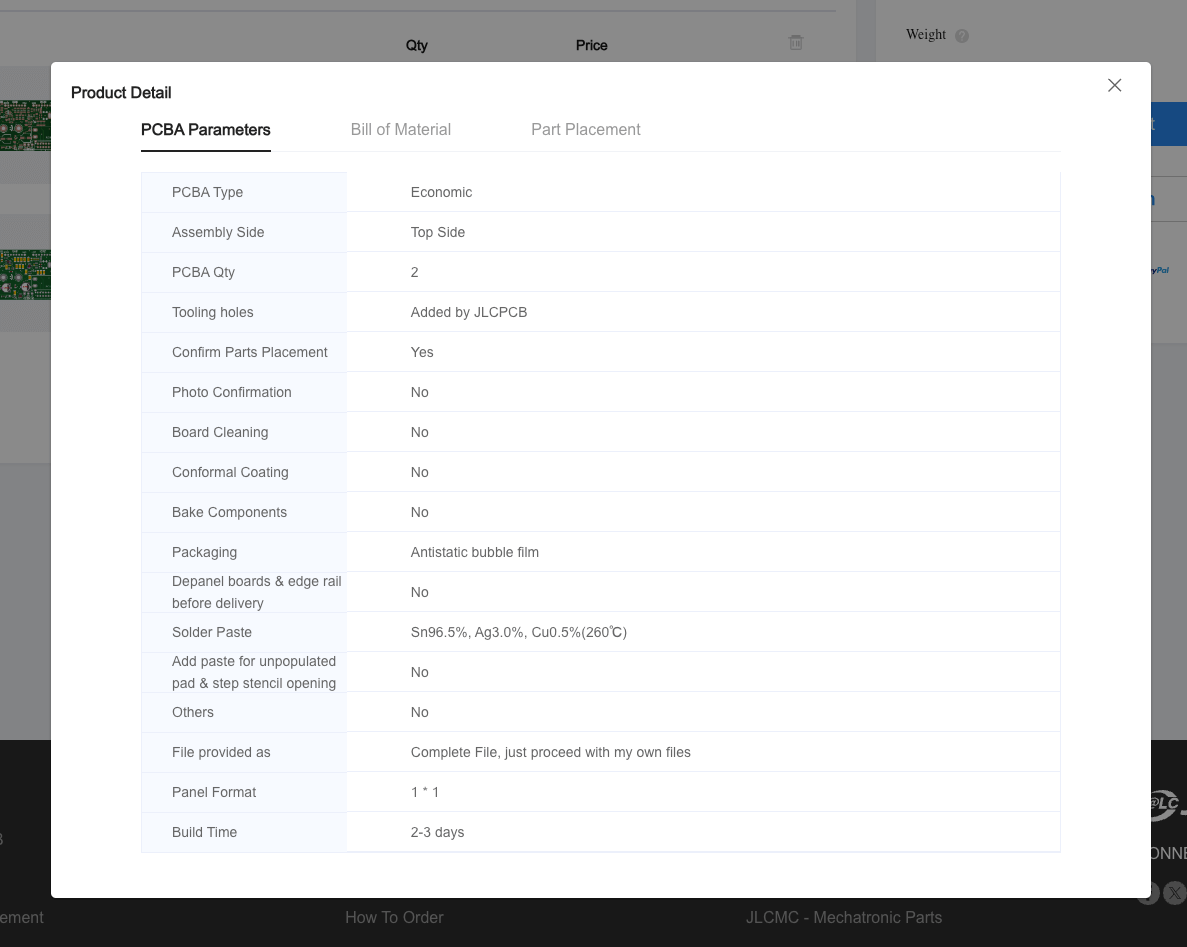 Qty Price
Weight
Product Detail
PCBA Parameters Bill of Material Part Placement
PCBA Type Economic
Assembly Side Top Side
PCBA Qty 2
Tooling holes Added by JLCPCB
Confirm Parts Placement Yes
Photo Confirmation No
Board Cleaning No
Conformal Coating No
Bake Components No
Packaging Antistatic bubble film
Depanel boards & edge rail
before delivery No
Solder Paste Sn96.5%, Ag3.0%, Cu0.5%(260℃)
Add paste for unpopulated
pad & step stencil opening No
Others No
File provided as Complete File, just proceed with my own files
Panel Format 1 * 1
Build Time 2-3 days
How To Order JLCMC - Mechatronic Parts